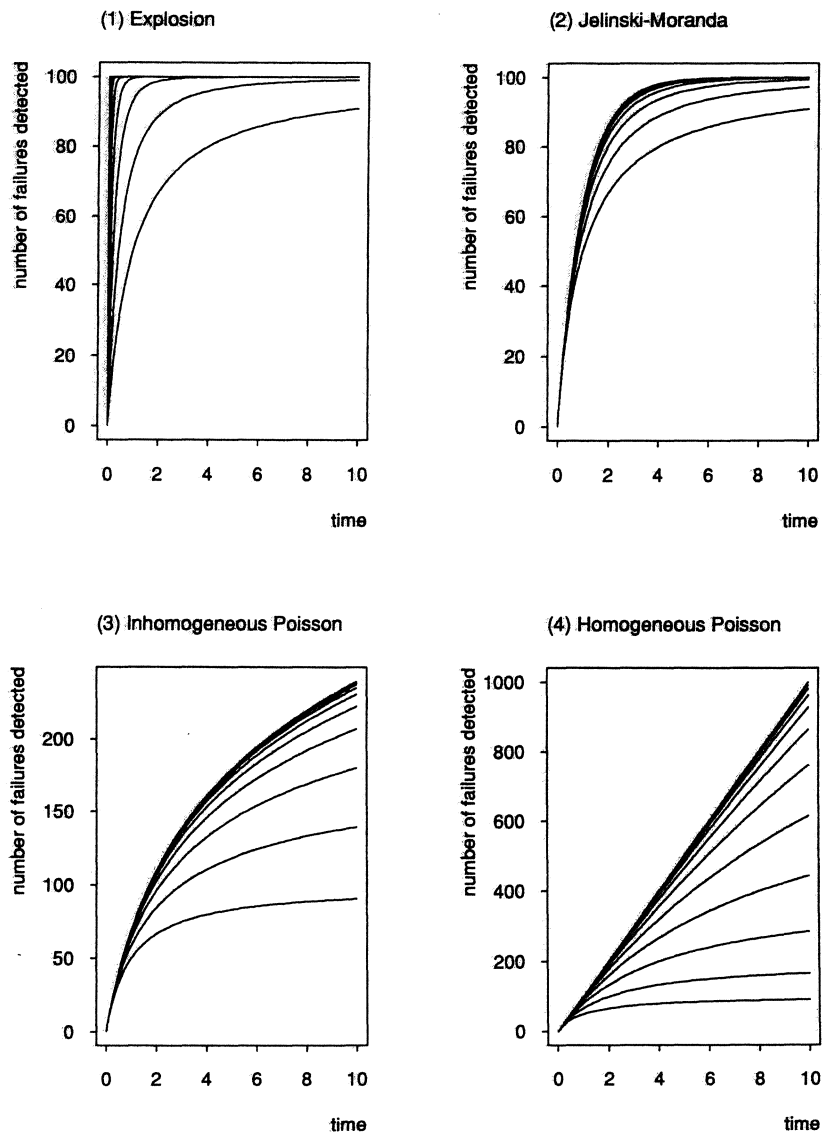 (1) Explosion
number of failures detected
100
80
60
40
20
0
0 2 4 6 8 10
time
(2) Jelinski-Moranda
number of failures detected
100
80
60
40
20
0
0 2 4 6 8 10
time
(3) Inhomogeneous Poisson
number of failures detected
200
150
100
50
0
0 2 4 6 8 10
time
(4) Homogeneous Poisson
number of failures detected
1000
800
600
400
200
0
0 2 4 6 8 10
time